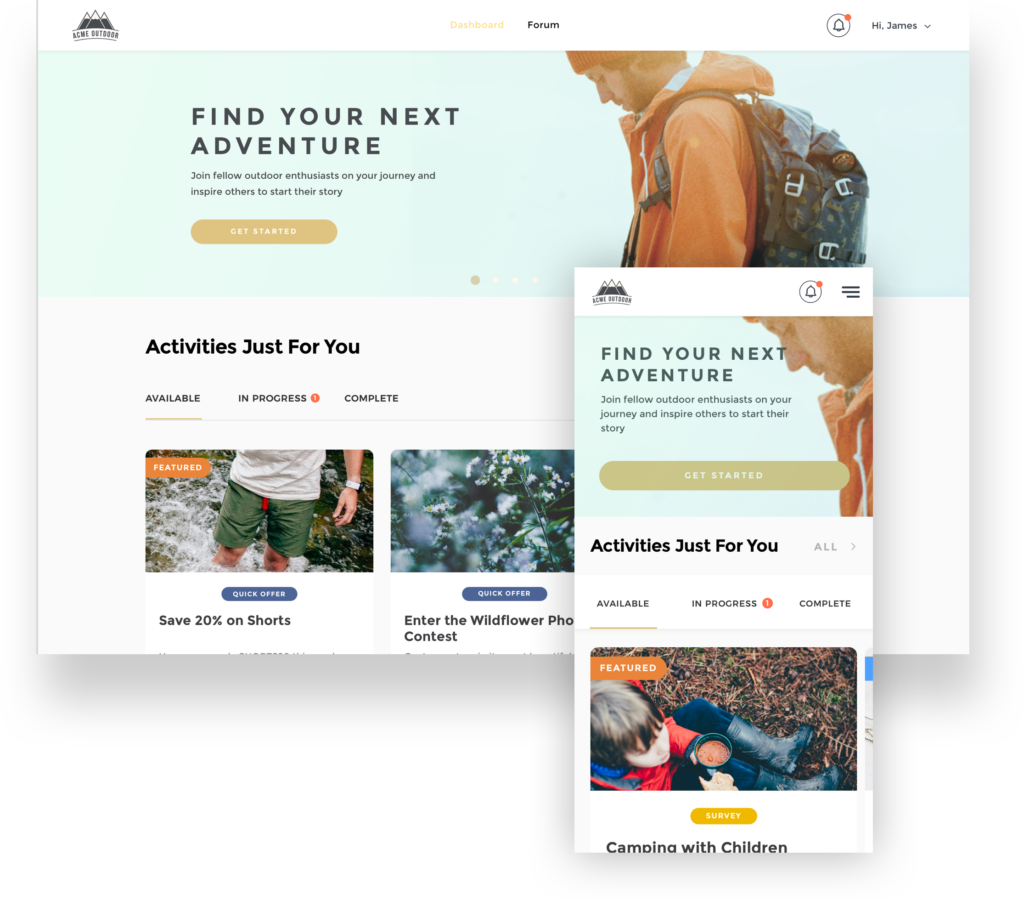 ACME OUTDOOR
Dashboard
Forum
Hi, James
FIND YOUR NEXT
ADVENTURE
Join fellow outdoor enthusiasts on your journey and
inspire others to start their story
GET STARTED
Activities Just For You
AVAILABLE
IN PROGRESS 1
COMPLETE
FEATURED
QUICK OFFER
Save 20% on Shorts
QUICK OFFER
Enter the Wildflower Pho
Contest
ACME OUTDOOR
FIND YOUR NEXT
ADVENTURE
Join fellow outdoor enthusiasts on your
journey and inspire others to start their
story
GET STARTED
Activities Just For You
ALL
AVAILABLE
IN PROGRESS 1
COMPLETE
FEATURED
SURVEY
Camping with Children